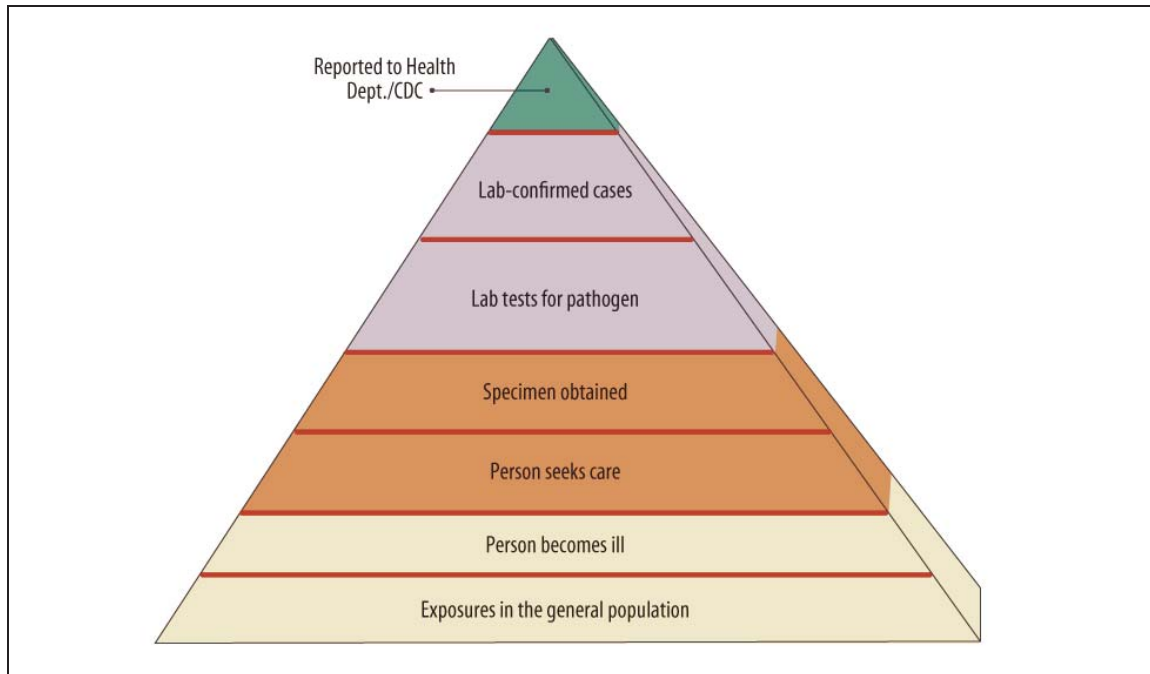 Reported to Health
Dept./CDC
Lab-confirmed cases
Lab tests for pathogen
Specimen obtained
Person seeks care
Person becomes ill
Exposures in the general population